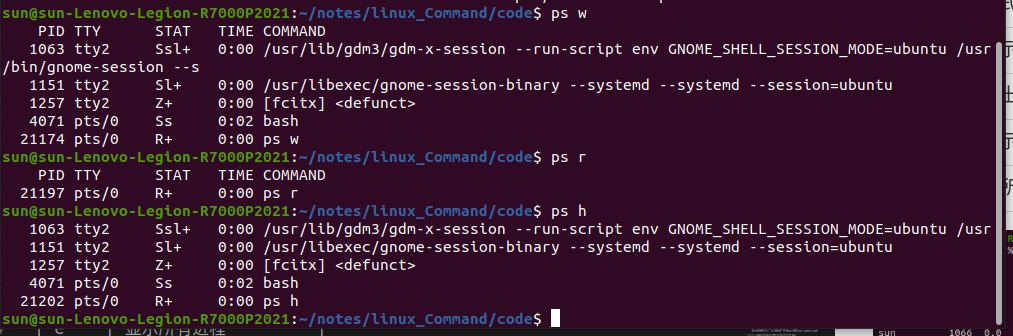 sun@sun-Lenovo-Legion-R7000P2021:~/notes/linux_Command/code$ ps w
PID TTY STAT TIME COMMAND
1063 tty2 Ssl+ 0:00 /usr/lib/gdm3/gdm-x-session --run-script env GNOME_SHELL_SESSION_MODE=ubuntu /usr
/bin/gnome-session --s
1151 tty2 Sl+ 0:00 /usr/libexec/gnome-session-binary --systemd --systemd --session=ubuntu
1257 tty2 Z+ 0:00 [fcitx] <defunct>
4071 pts/0 Ss 0:02 bash
21174 pts/0 R+ 0:00 ps w
sun@sun-Lenovo-Legion-R7000P2021:~/notes/linux_Command/code$ ps r
PID TTY STAT TIME COMMAND
21197 pts/0 R+ 0:00 ps r
sun@sun-Lenovo-Legion-R7000P2021:~/notes/linux_Command/code$ ps h
1063 tty2 Ssl+ 0:00 /usr/lib/gdm3/gdm-x-session --run-script env GNOME_SHELL_SESSION_MODE=ubuntu /usr
1151 tty2 Sl+ 0:00 /usr/libexec/gnome-session-binary --systemd --systemd --session=ubuntu
1257 tty2 Z+ 0:00 [fcitx] <defunct>
4071 pts/0 Ss 0:02 bash
21202 pts/0 R+ 0:00 ps h
sun@sun-Lenovo-Legion-R7000P2021:~/notes/linux_Command/code$
sun 1066 0.0